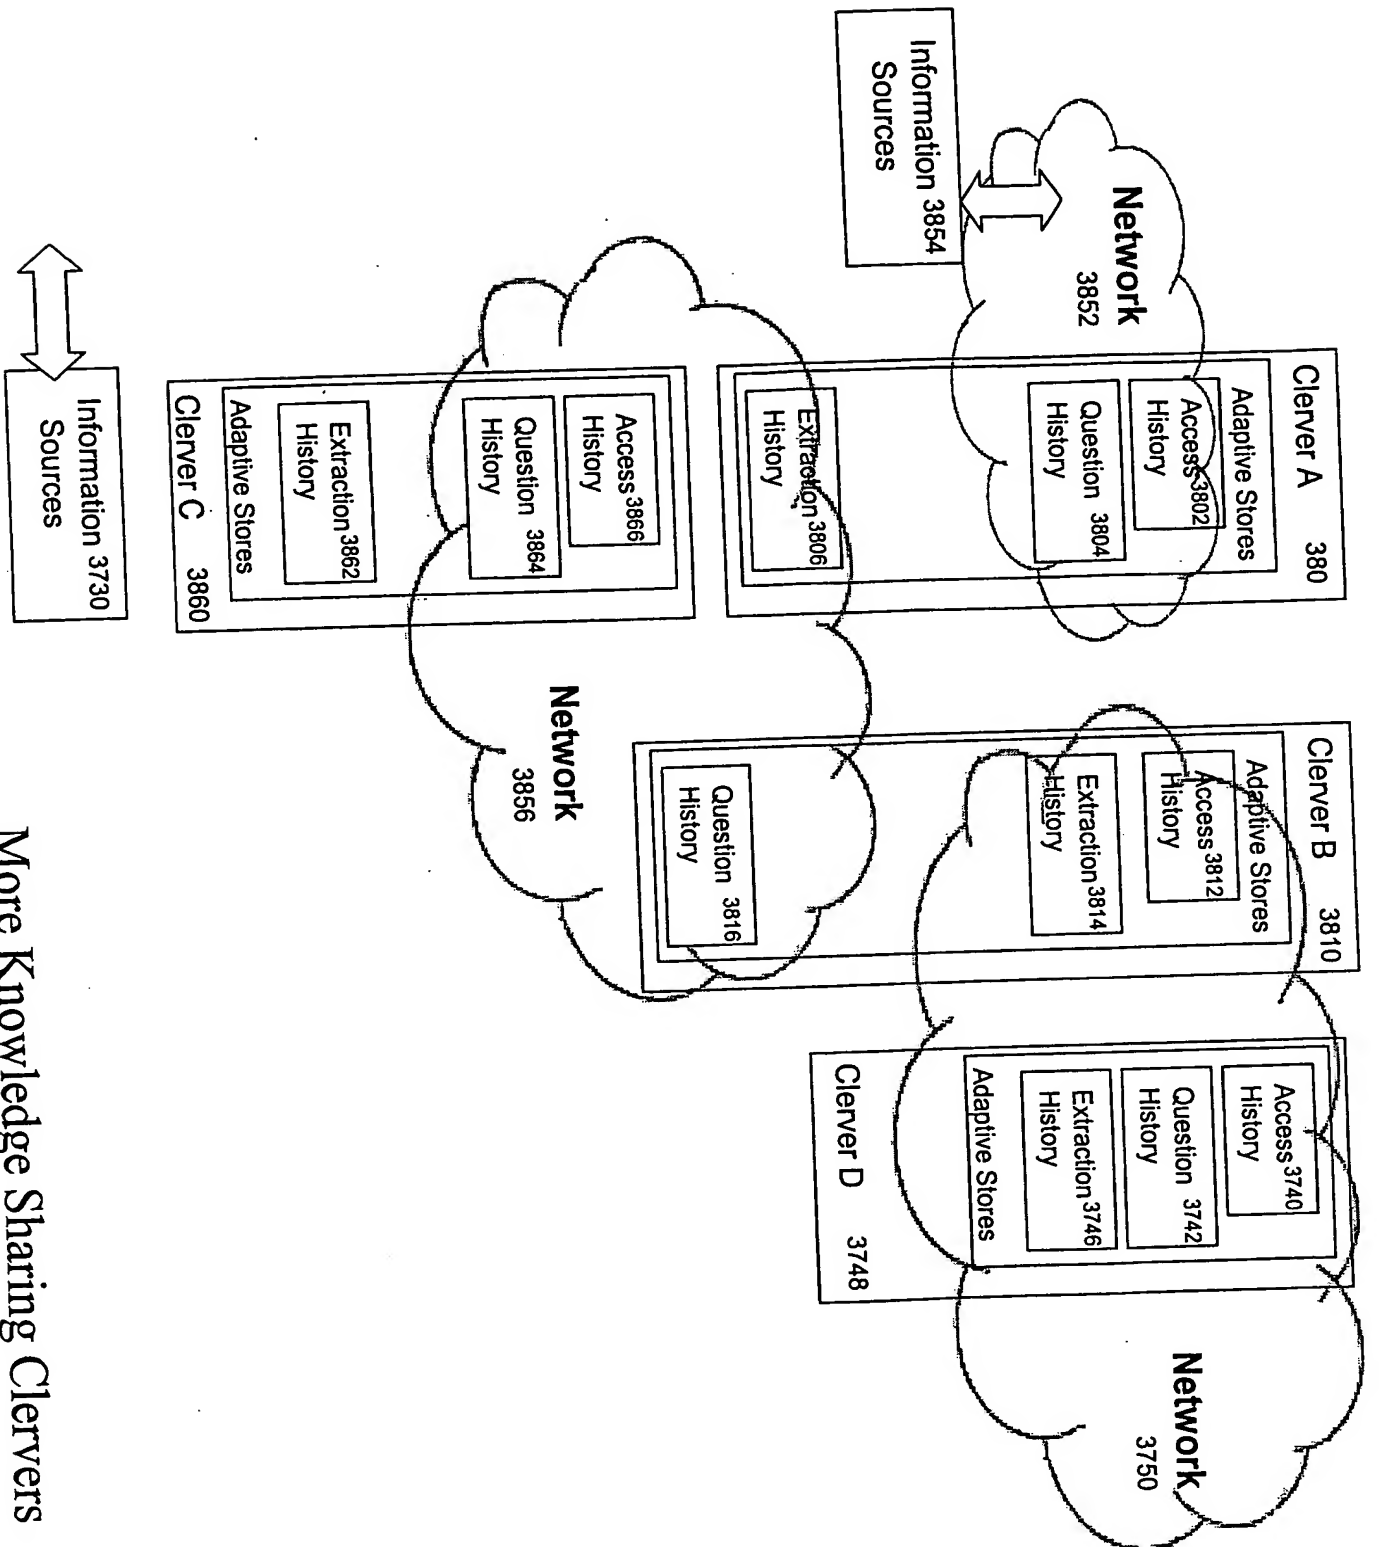 Clerver A 380
Adaptive Stores
Access 3802
History
Question 3804
History
Extraction 3806
History
Network
3852
Information 3854
Sources
Clerver B 3810
Adaptive Stores
Access 3812
History
Extraction 3814
History
Question 3816
History
Network
3856
Access 3866
History
Question 3864
History
Extraction 3862
History
Adaptive Stores
Clerver C 3860
Access 3740
History
Question 3742
History
Extraction 3746
History
Adaptive Stores
Clerver D 3748
Network
3750
Information 3730
Sources
More Knowledge Sharing Clervers